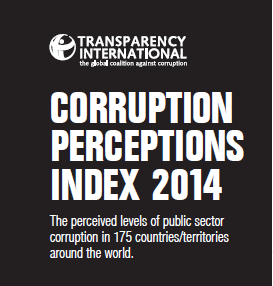 TRANSPARENCY
INTERNATIONAL
the global coalition against corruption
CORRUPTION
PERCEPTIONS
INDEX 2014
The perceived levels of public sector
corruption in 175 countries/territories
around the world.